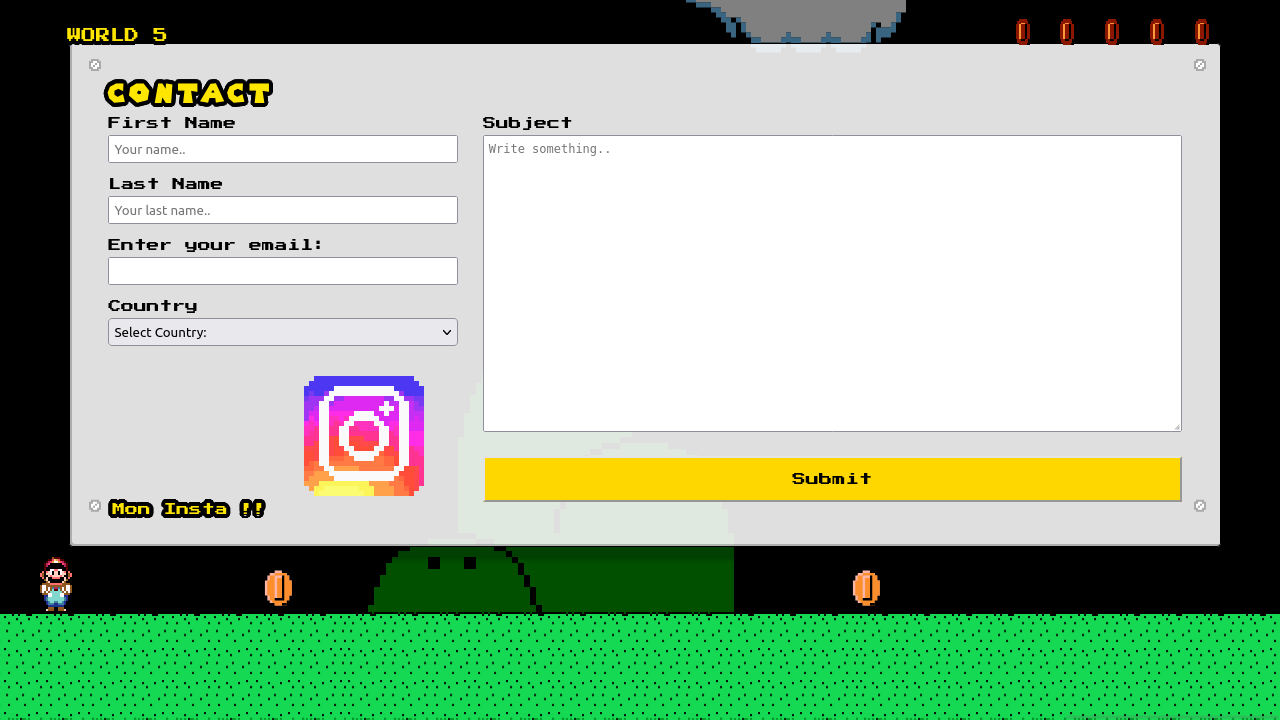 WORLD 5
CONTACT
First Name
Your name..
Last Name
Your last name..
Enter your email:
Country
Select Country:
Mon Insta !!
Subject
Write something..
Submit